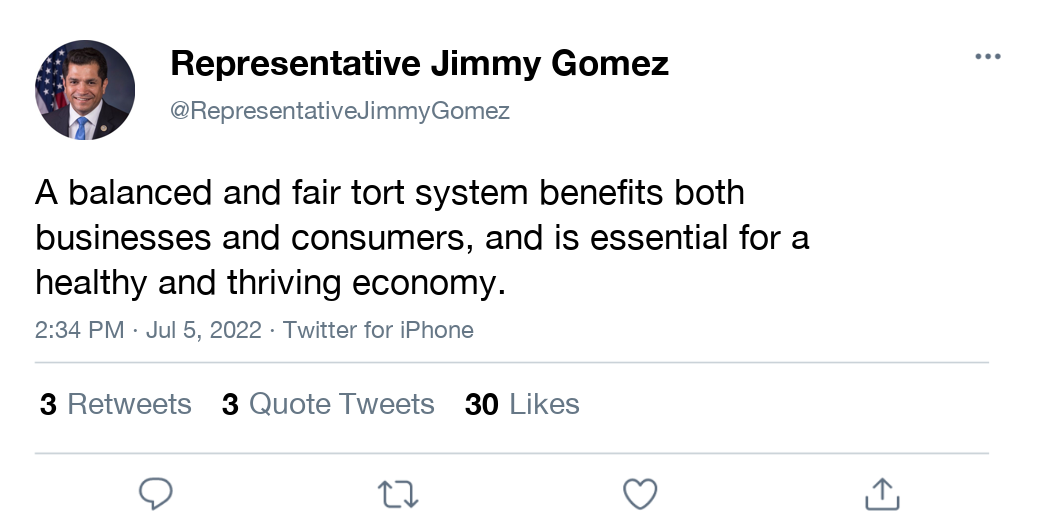 Representative Jimmy Gomez
@RepresentativeJimmyGomez
A balanced and fair tort system benefits both
businesses and consumers, and is essential for a
healthy and thriving economy.
2:34 PM · Jul 5, 2022 · Twitter for iPhone
3 Retweets 3 Quote Tweets 30 Likes